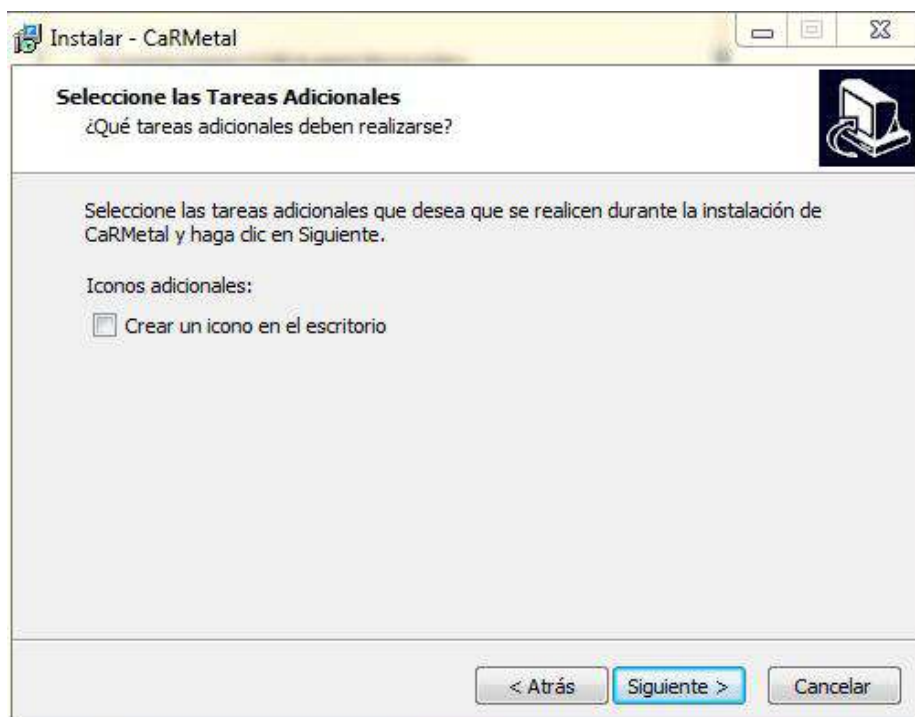 Instalar - CaRMetal
Seleccione las Tareas Adicionales
¿Qué tareas adicionales deben realizarse?
Seleccione las tareas adicionales que desea que se realicen durante la instalación de
CaRMetal y haga clic en Siguiente.
Iconos adicionales:
Crear un icono en el escritorio
< Atrás
Siguiente >
Cancelar